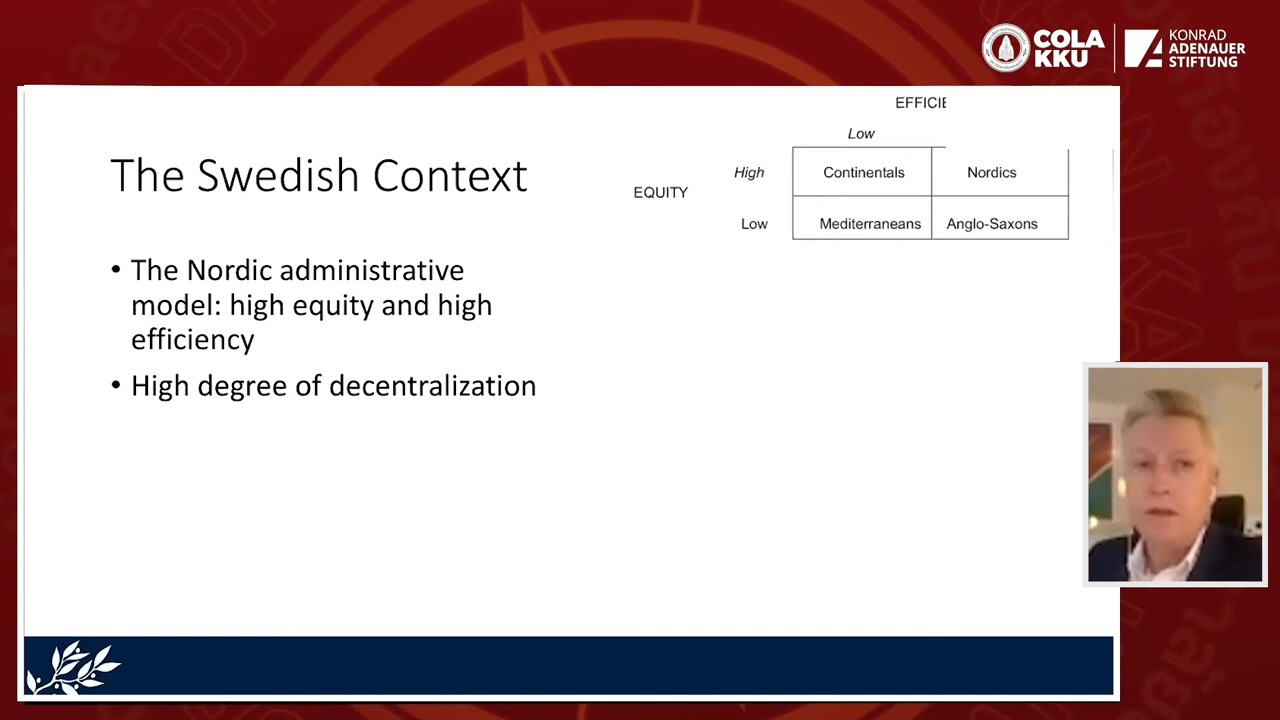 COLA
KKU
KONRAD
ADENAUER
STIFTUNG
EFFICIE
Low
The Swedish Context
High
Continentals
Nordics
EQUITY
Low
Mediterraneans
Anglo-Saxons
• The Nordic administrative
model: high equity and high
efficiency
• High degree of decentralization